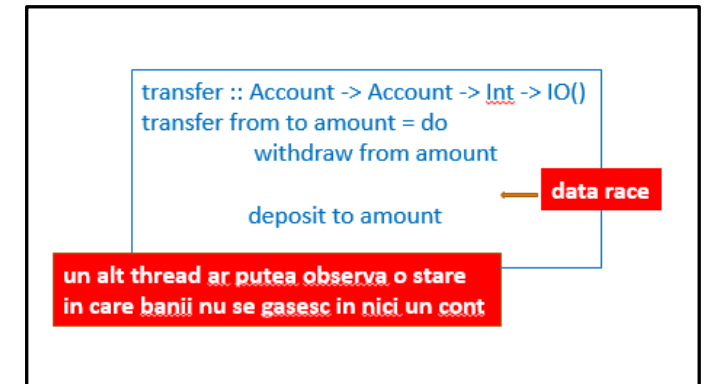 transfer :: Account -> Account -> Int -> IO()
transfer from to amount = do
withdraw from amount
data race
deposit to amount
un alt thread ar putea observa o stare
in care banii nu se gasesc in nici un cont